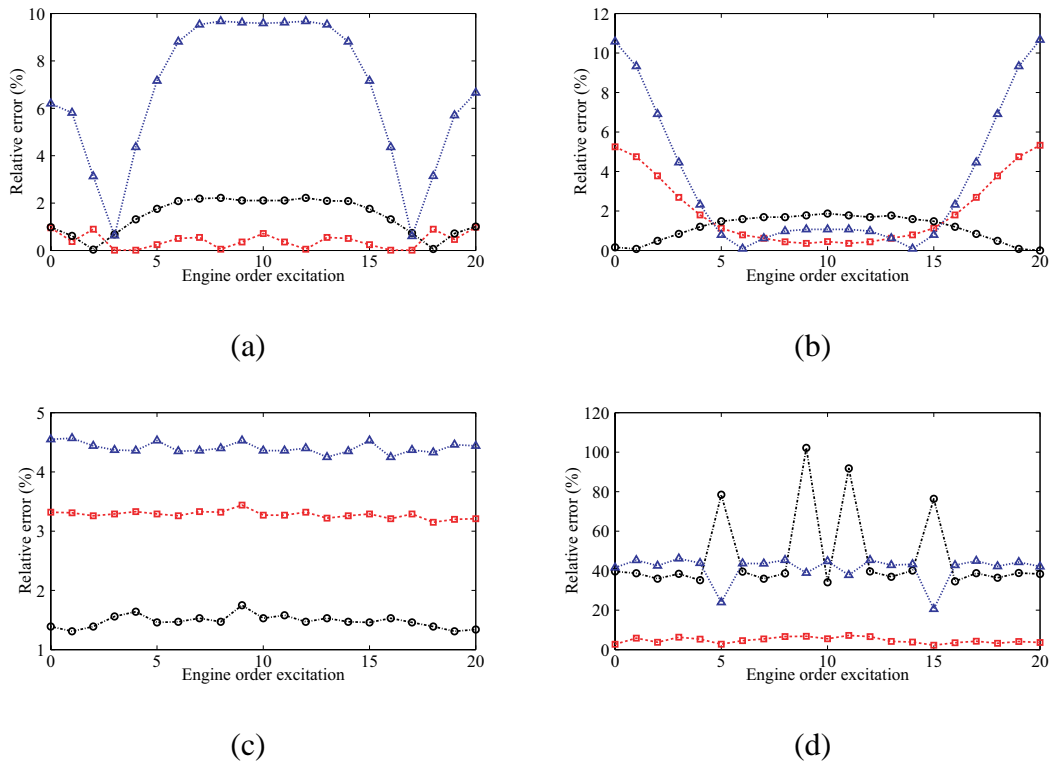 10
8
6
4
2
0
0 5 10 15 20
Relative error (%)
Engine order excitation
(a)
12
10
8
6
4
2
0
0 5 10 15 20
Relative error (%)
Engine order excitation
(b)
5
4
3
2
1
0 5 10 15 20
Relative error (%)
Engine order excitation
(c)
120
100
80
60
40
20
0
0 5 10 15 20
Relative error (%)
Engine order excitation
(d)